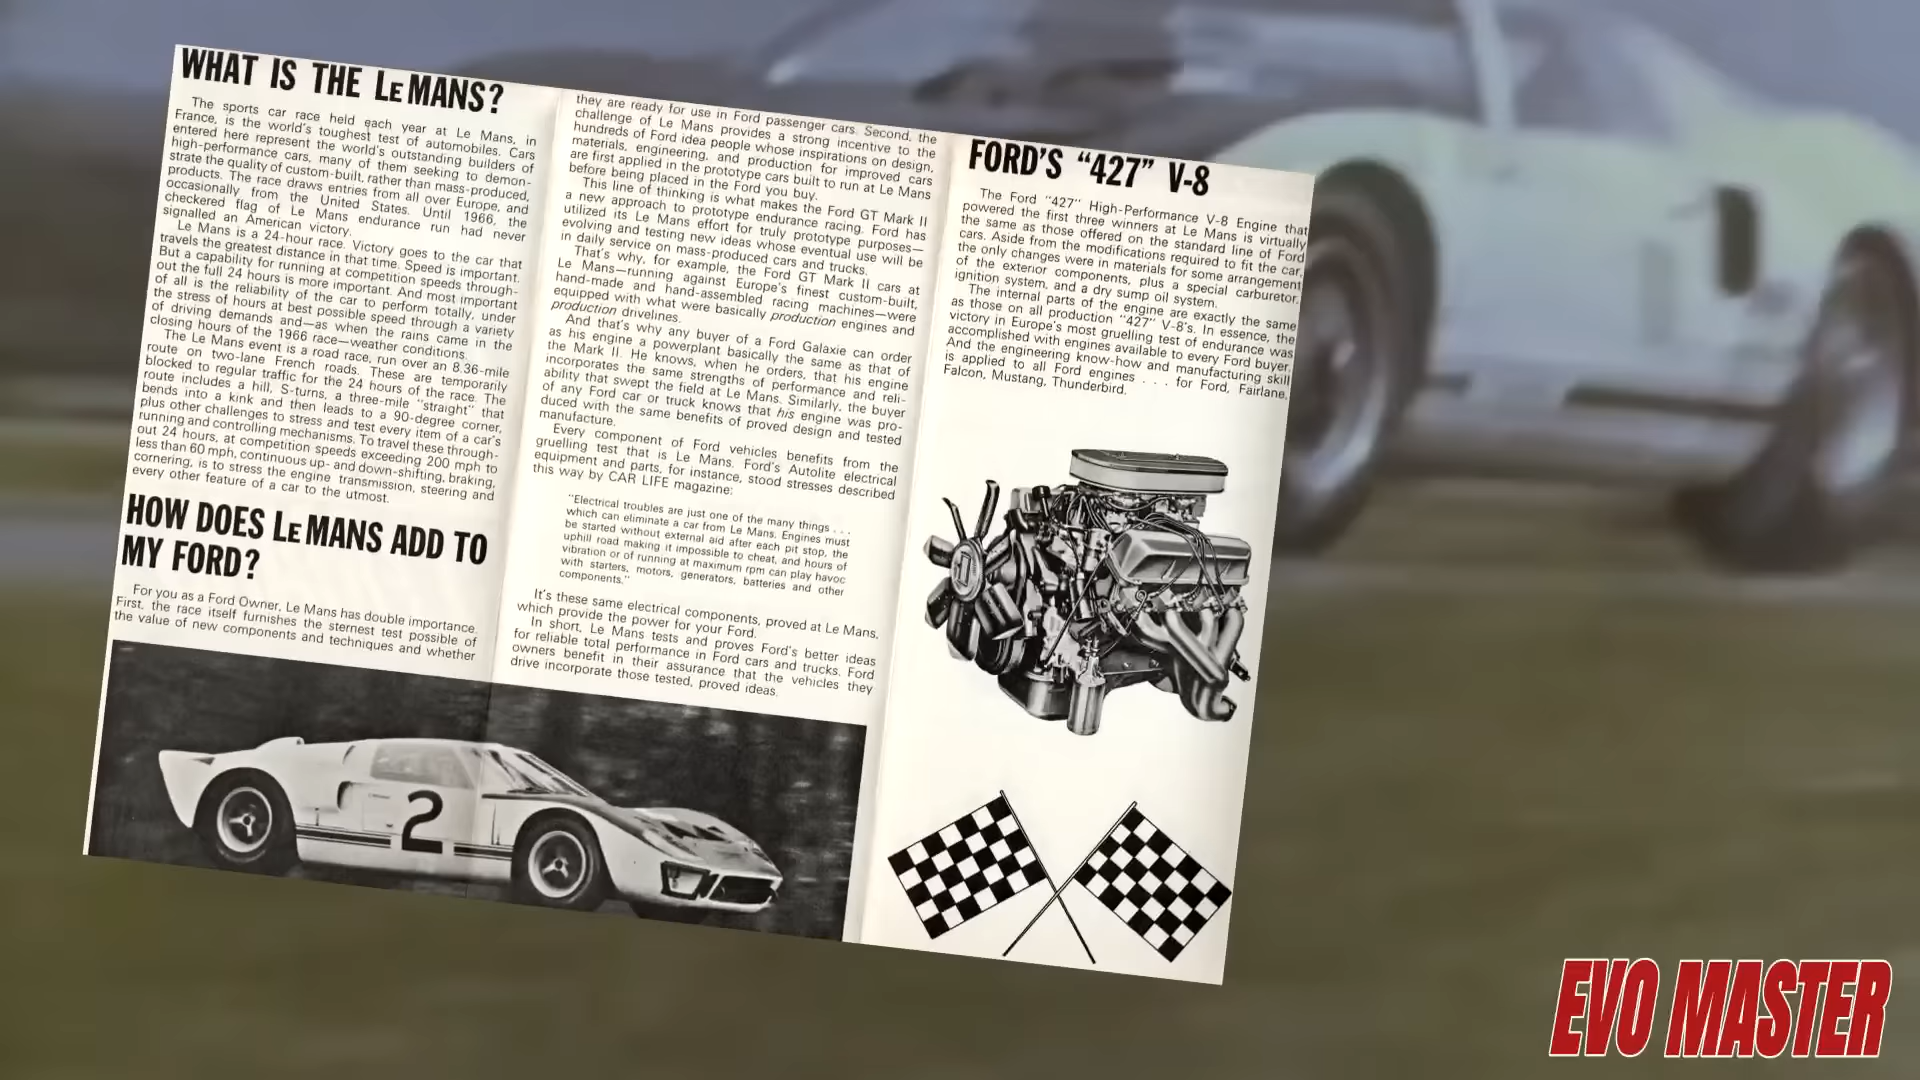 WHAT IS THE LE MANS?
The sports car race held each year at Le Mans, in
France, is the world's toughest test of automobiles. Cars
entered here represent the world's outstanding builders of
high-performance cars, many of them seeking to demon-
strate the quality of custom-built, rather than mass-produced,
products. The race draws entries from all over Europe, and
occasionally from the United States. Until 1966, the
checkered flag of Le Mans endurance run had never
signalled an American victory.
Le Mans is a 24-hour race. Victory goes to the car that
travels the greatest distance in that time. Speed is important.
But a capability for running at competition speeds through-
out the full 24 hours is more important. And most important
of all is the reliability of the car to perform totally, under
the stress of hours at best possible speed through a variety
of driving demands and—as when the rains came in the
closing hours of the 1966 race—weather conditions.
The Le Mans event is a road race, run over an 8.36-mile
route on two-lane French roads. These are temporarily
blocked to regular traffic for the 24 hours of the race. The
route includes a hill, S-turns, a three-mile "straight" that
bends into a kink and then leads to a 90-degree corner,
plus other challenges to stress and test every item of a car's
running and controlling mechanisms. To travel these through-
out 24 hours, at competition speeds exceeding 200 mph to
less than 60 mph, continuous up- and down-shifting, braking,
cornering, is to stress the engine transmission, steering and
every other feature of a car to the utmost.
HOW DOES LE MANS ADD TO
MY FORD?
For you as a Ford Owner, Le Mans has double importance.
First, the race itself furnishes the sternest test possible of
the value of new components and techniques and whether
they are ready for use in Ford passenger cars. Second, the
challenge of Le Mans provides a strong incentive to the
hundreds of Ford idea people whose inspirations on design,
materials, engineering, and production for improved cars
are first applied in the prototype cars built to run at Le Mans
before being placed in the Ford you buy.
This line of thinking is what makes the Ford GT Mark II
a new approach to prototype endurance racing. Ford has
utilized its Le Mans effort for truly prototype purposes—
evolving and testing new ideas whose eventual use will be
in daily service on mass-produced cars and trucks.
That's why, for example, the Ford GT Mark II cars at
Le Mans—running against Europe's finest custom-built,
hand-made and hand-assembled racing machines—were
equipped with what were basically production engines and
production drivelines.
And that's why any buyer of a Ford Galaxie can order
as his engine a powerplant basically the same as that of
the Mark II. He knows, when he orders, that his engine
incorporates the same strengths of performance and reli-
ability that swept the field at Le Mans. Similarly, the buyer
of any Ford car or truck knows that his engine was pro-
duced with the same benefits of proved design and tested
manufacture.
Every component of Ford vehicles benefits from the
gruelling test that is Le Mans. Ford's Autolite electrical
equipment and parts, for instance, stood stresses described
this way by CAR LIFE magazine:
"Electrical troubles are just one of the many things . . .
which can eliminate a car from Le Mans. Engines must
be started without external aid after each pit stop, the
uphill road making it impossible to cheat, and hours of
vibration or of running at maximum rpm can play havoc
with starters, motors, generators, batteries and other
components."
It's these same electrical components, proved at Le Mans,
which provide the power for your Ford.
In short, Le Mans tests and proves Ford's better ideas
for reliable total performance in Ford cars and trucks. Ford
owners benefit in their assurance that the vehicles they
drive incorporate those tested, proved ideas.
2
FORD'S "427" V-8
The Ford "427" High-Performance V-8 Engine that
powered the first three winners at Le Mans is virtually
the same as those offered on the standard line of Ford
cars. Aside from the modifications required to fit the car,
the only changes were in materials for some arrangement
of the exterior components, plus a special carburetor,
ignition system, and a dry sump oil system.
The internal parts of the engine are exactly the same
as those on all production "427" V-8's. In essence, the
victory in Europe's most gruelling test of endurance was
accomplished with engines available to every Ford buyer.
And the engineering know-how and manufacturing skill
is applied to all Ford engines . . . for Ford, Fairlane,
Falcon, Mustang, Thunderbird.
EVO MASTER